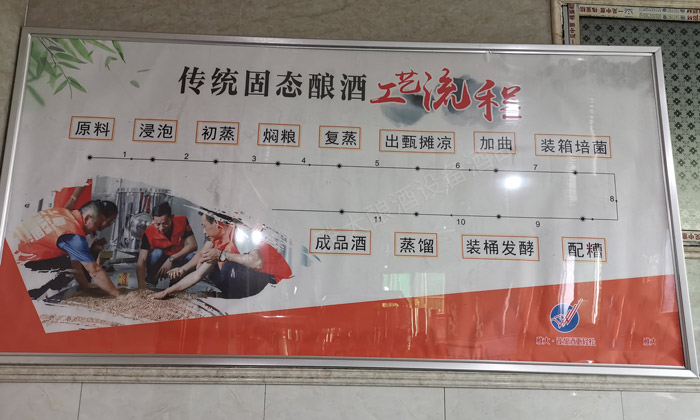 传统固态酿酒工艺流程
原料 浸泡 初蒸 焖粮 复蒸 出甑摊凉 加曲 装箱培菌
1 2 3 4 5 6 7
8
11 10 9
成品酒 蒸馏 装桶发酵 配糟
雅大